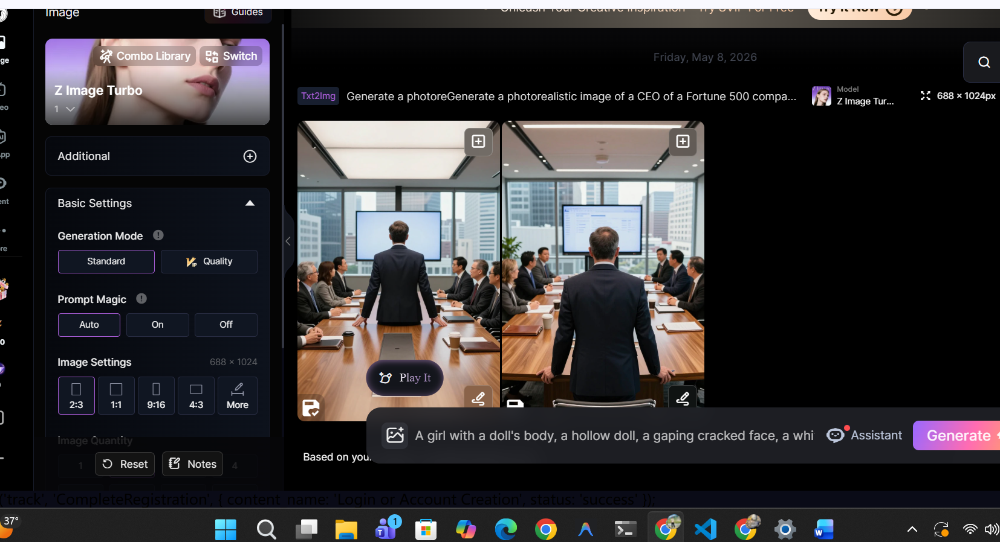 Image
Guides
Unleash Your Creative Inspiration - Try SVIP For Free
Try It Now
Combo Library
Switch
Z Image Turbo
1
Friday, May 8, 2026
Txt2Img
Generate a photoreGenerate a photorealistic image of a CEO of a Fortune 500 compa...
Model
Z Image Tur...
688 × 1024px
Additional
Basic Settings
Generation Mode
Standard
VIP
Quality
Prompt Magic
Auto
On
Off
Image Settings
688 × 1024
2:3
1:1
9:16
4:3
More
Image Quantity
1
4
Reset
Notes
Play It
A girl with a doll's body, a hollow doll, a gaping cracked face, a whi
Assistant
Generate
Based on you
('track', 'CompleteRegistration', { content_name: 'Login or Account Creation', status: 'success' });
37°
1